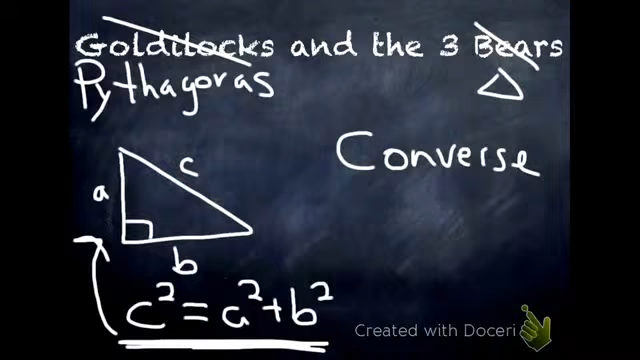 Goldilocks and the 3 Bears
Pythagoras
Converse
a
c
b
c² = a² + b²
Created with Doceri